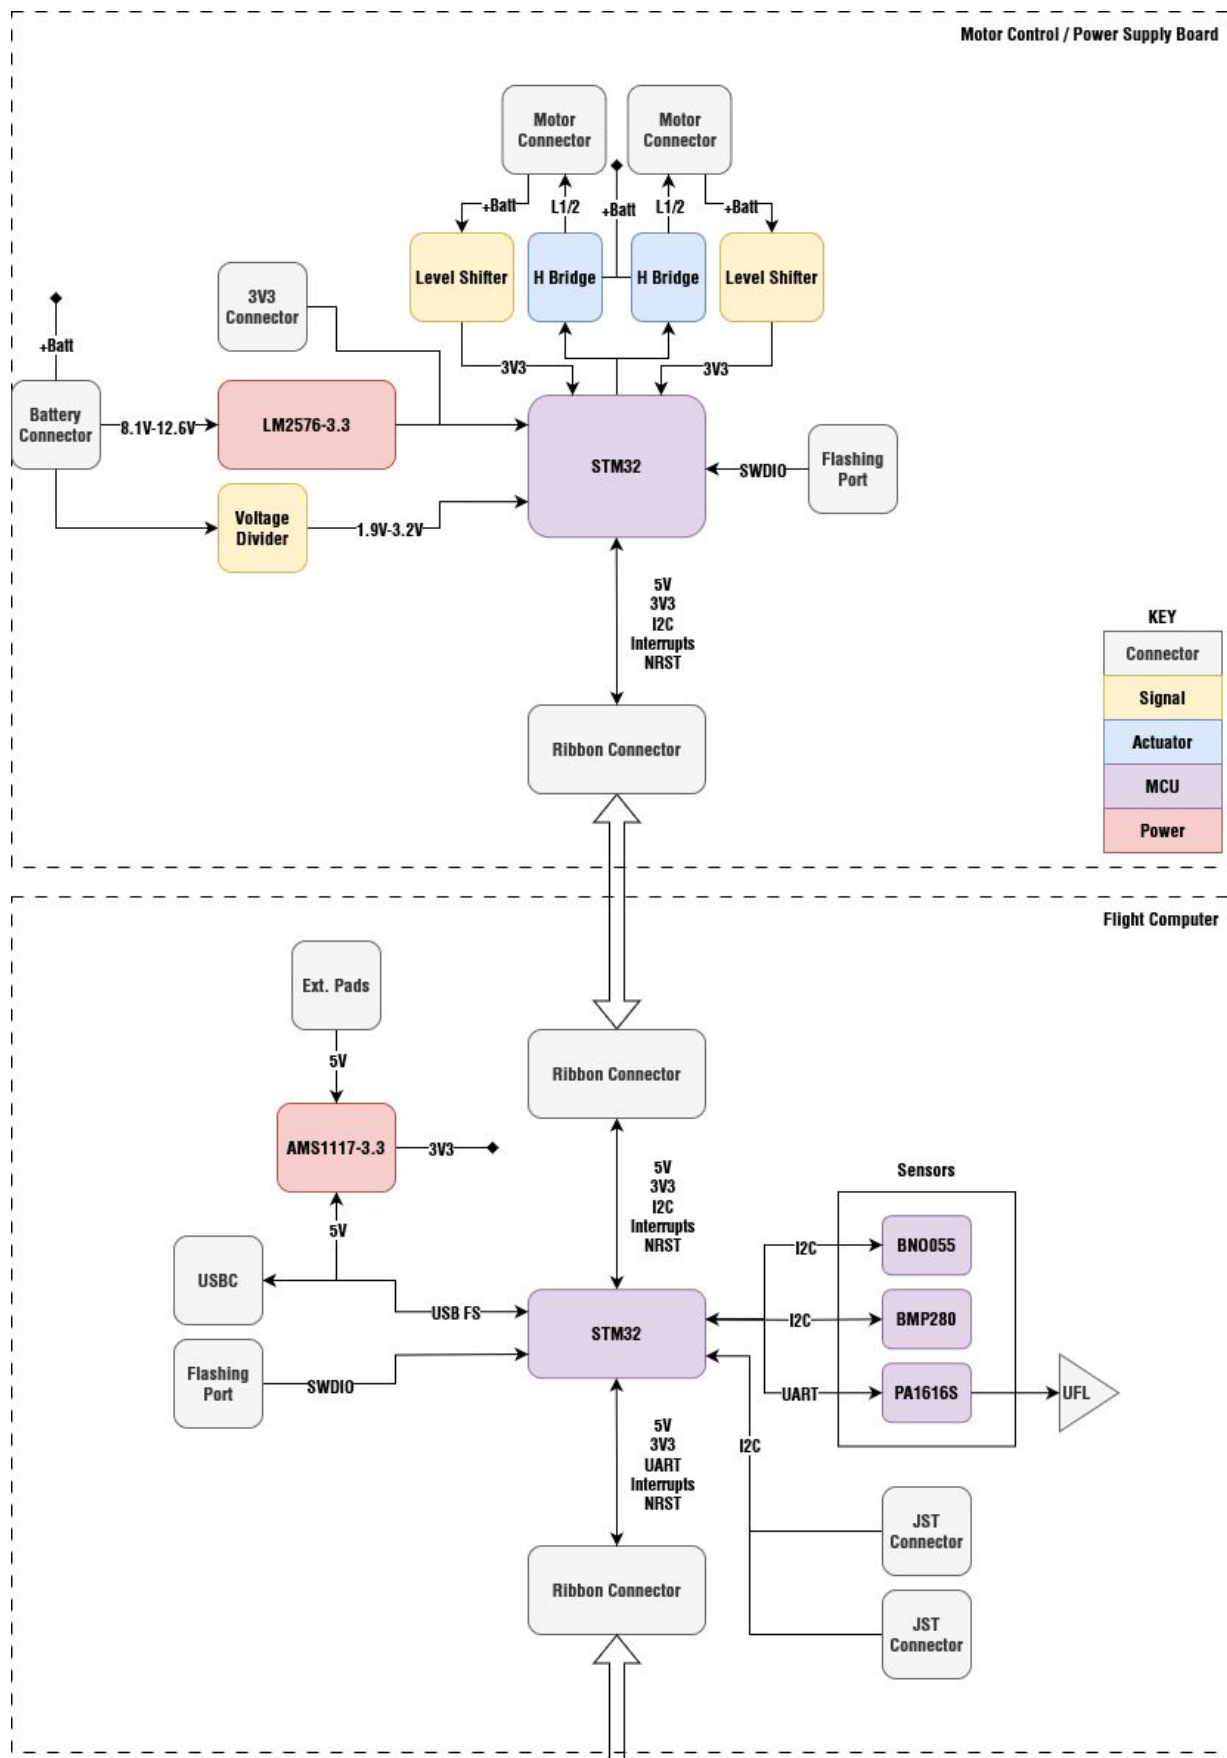 Motor Control / Power Supply Board
Motor
Connector
Motor
Connector
+Batt
L1/2
+Batt
L1/2
+Batt
Level Shifter
H Bridge
H Bridge
Level Shifter
3V3
Connector
+Batt
3V3
3V3
Battery
Connector
8.1V-12.6V
LM2576-3.3
STM32
SWDIO
Flashing
Port
Voltage
Divider
1.9V-3.2V
5V
3V3
I2C
Interrupts
NRST
KEY
Connector
Signal
Actuator
MCU
Power
Ribbon Connector
Flight Computer
Ext. Pads
5V
Ribbon Connector
AMS1117-3.3
3V3
5V
3V3
I2C
Interrupts
NRST
Sensors
5V
USBC
USB FS
STM32
I2C
BNO055
I2C
BMP280
UART
PA1616S
UFL
Flashing
Port
SWDIO
I2C
5V
3V3
UART
Interrupts
NRST
JST
Connector
Ribbon Connector
JST
Connector